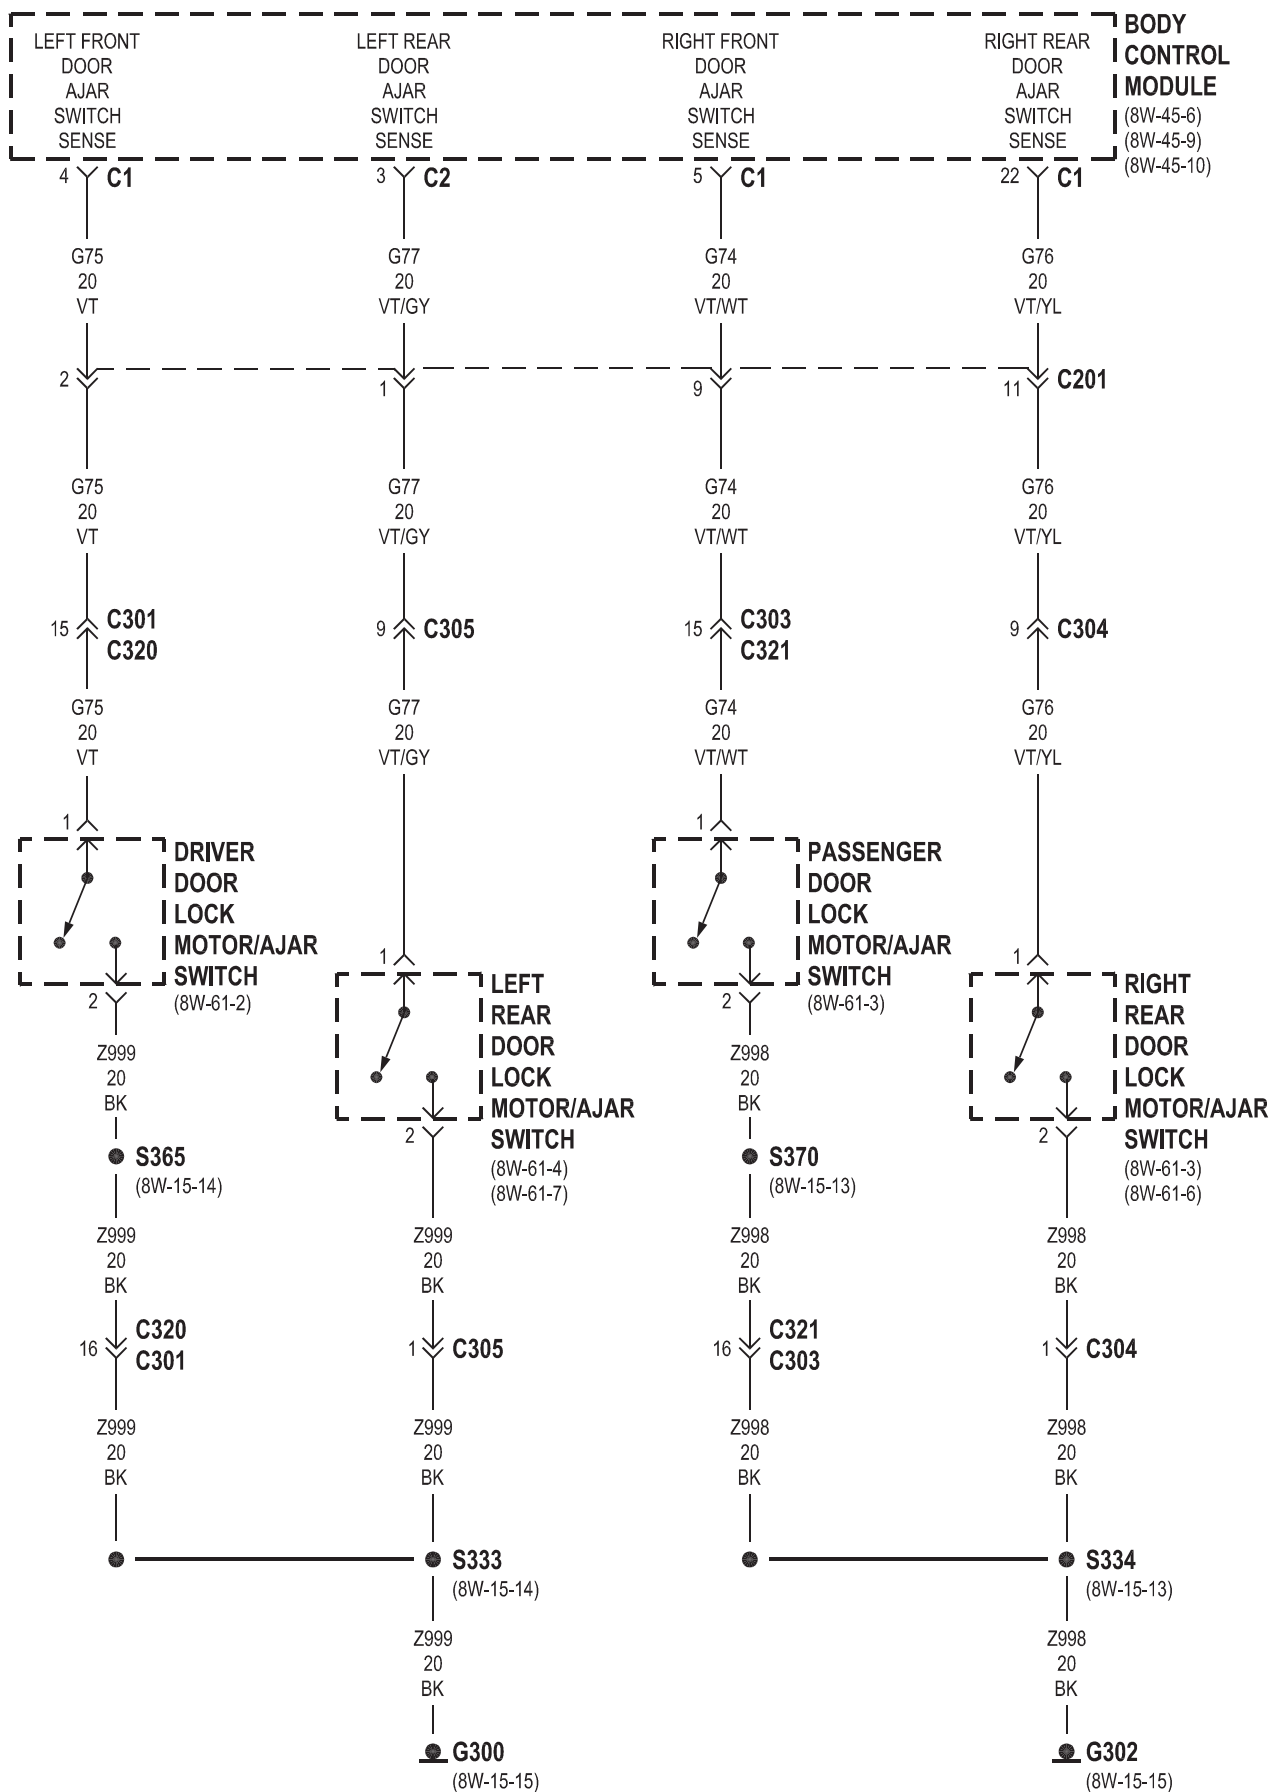 LEFT FRONT
DOOR
AJAR
SWITCH
SENSE
LEFT REAR
DOOR
AJAR
SWITCH
SENSE
RIGHT FRONT
DOOR
AJAR
SWITCH
SENSE
RIGHT REAR
DOOR
AJAR
SWITCH
SENSE
BODY
CONTROL
MODULE
(8W-45-6)
(8W-45-9)
(8W-45-10)
4 C1
3 C2
5 C1
22 C1
G75
20
VT
G77
20
VT/GY
G74
20
VT/WT
G76
20
VT/YL
2
1
9
11 C201
G75
20
VT
G77
20
VT/GY
G74
20
VT/WT
G76
20
VT/YL
15 C301
C320
9 C305
15 C303
C321
9 C304
G75
20
VT
G77
20
VT/GY
G74
20
VT/WT
G76
20
VT/YL
1
DRIVER
DOOR
LOCK
MOTOR/AJAR
SWITCH
(8W-61-2)
2
1
LEFT
REAR
DOOR
LOCK
MOTOR/AJAR
SWITCH
(8W-61-4)
(8W-61-7)
2
1
PASSENGER
DOOR
LOCK
MOTOR/AJAR
SWITCH
(8W-61-3)
2
1
RIGHT
REAR
DOOR
LOCK
MOTOR/AJAR
SWITCH
(8W-61-3)
(8W-61-6)
2
Z999
20
BK
Z998
20
BK
S365
(8W-15-14)
S370
(8W-15-13)
Z999
20
BK
Z999
20
BK
Z998
20
BK
Z998
20
BK
16 C320
C301
1 C305
16 C321
C303
1 C304
Z999
20
BK
Z999
20
BK
Z998
20
BK
Z998
20
BK
S333
(8W-15-14)
S334
(8W-15-13)
Z999
20
BK
Z998
20
BK
G300
(8W-15-15)
G302
(8W-15-15)